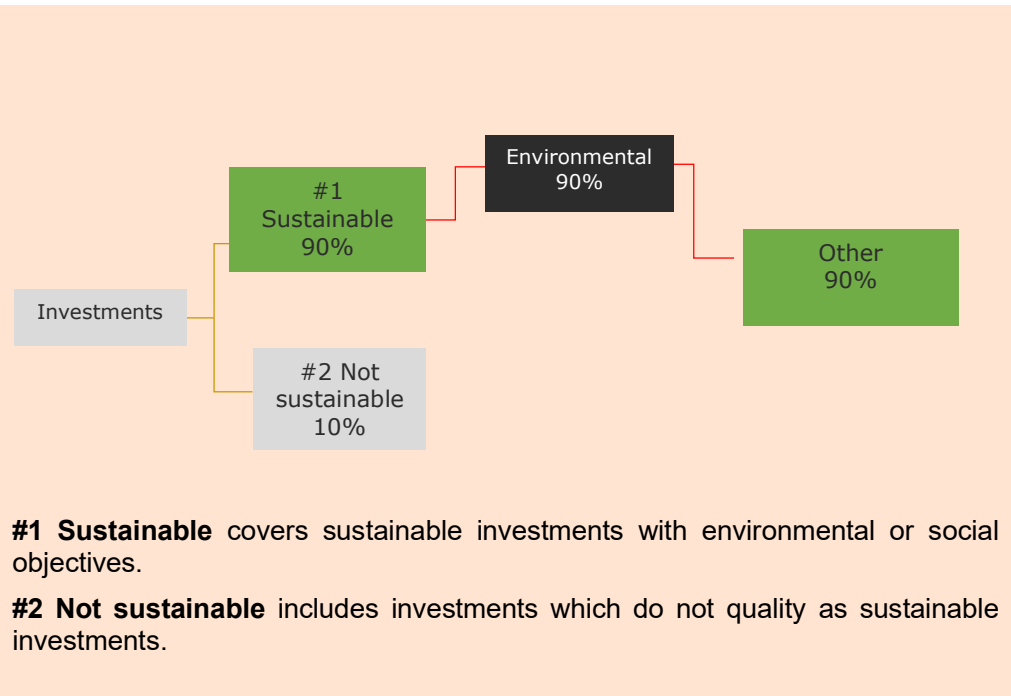 Environmental
90%
#1
Sustainable
90%
Other
90%
Investments
#2 Not
sustainable
10%
#1 Sustainable covers sustainable investments with environmental or social
objectives.
#2 Not sustainable includes investments which do not quality as sustainable
investments.